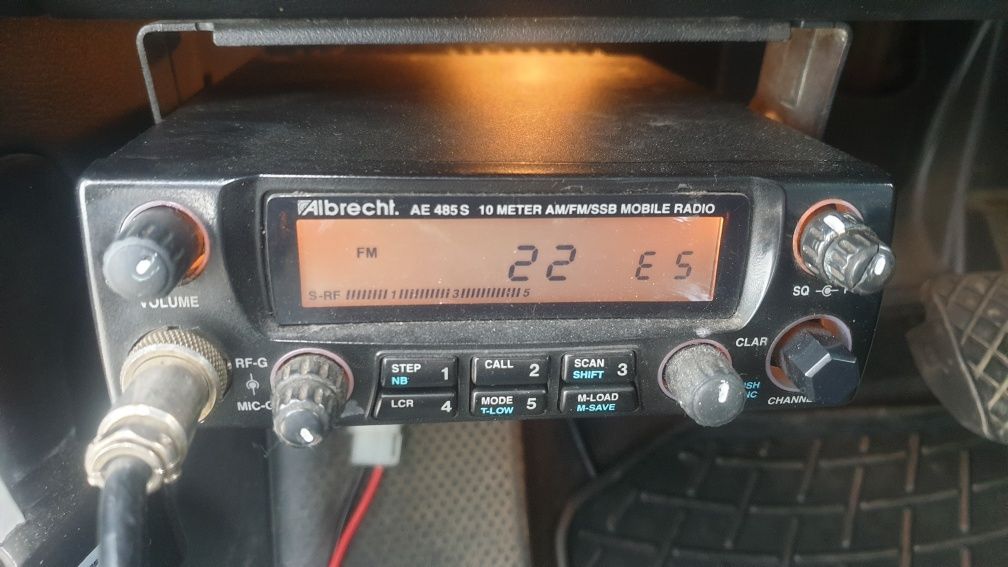 Albrecht. AE 485 S 10 METER AM/FM/SSB MOBILE RADIO
FM 22 ES
S-RF 1 3 5
VOLUME
SQ
RF-G
MIC-G
STEP 1
NB
CALL 2
SCAN 3
SHIFT
LCR 4
MODE 5
T-LOW
M-LOAD
M-SAVE
CLAR